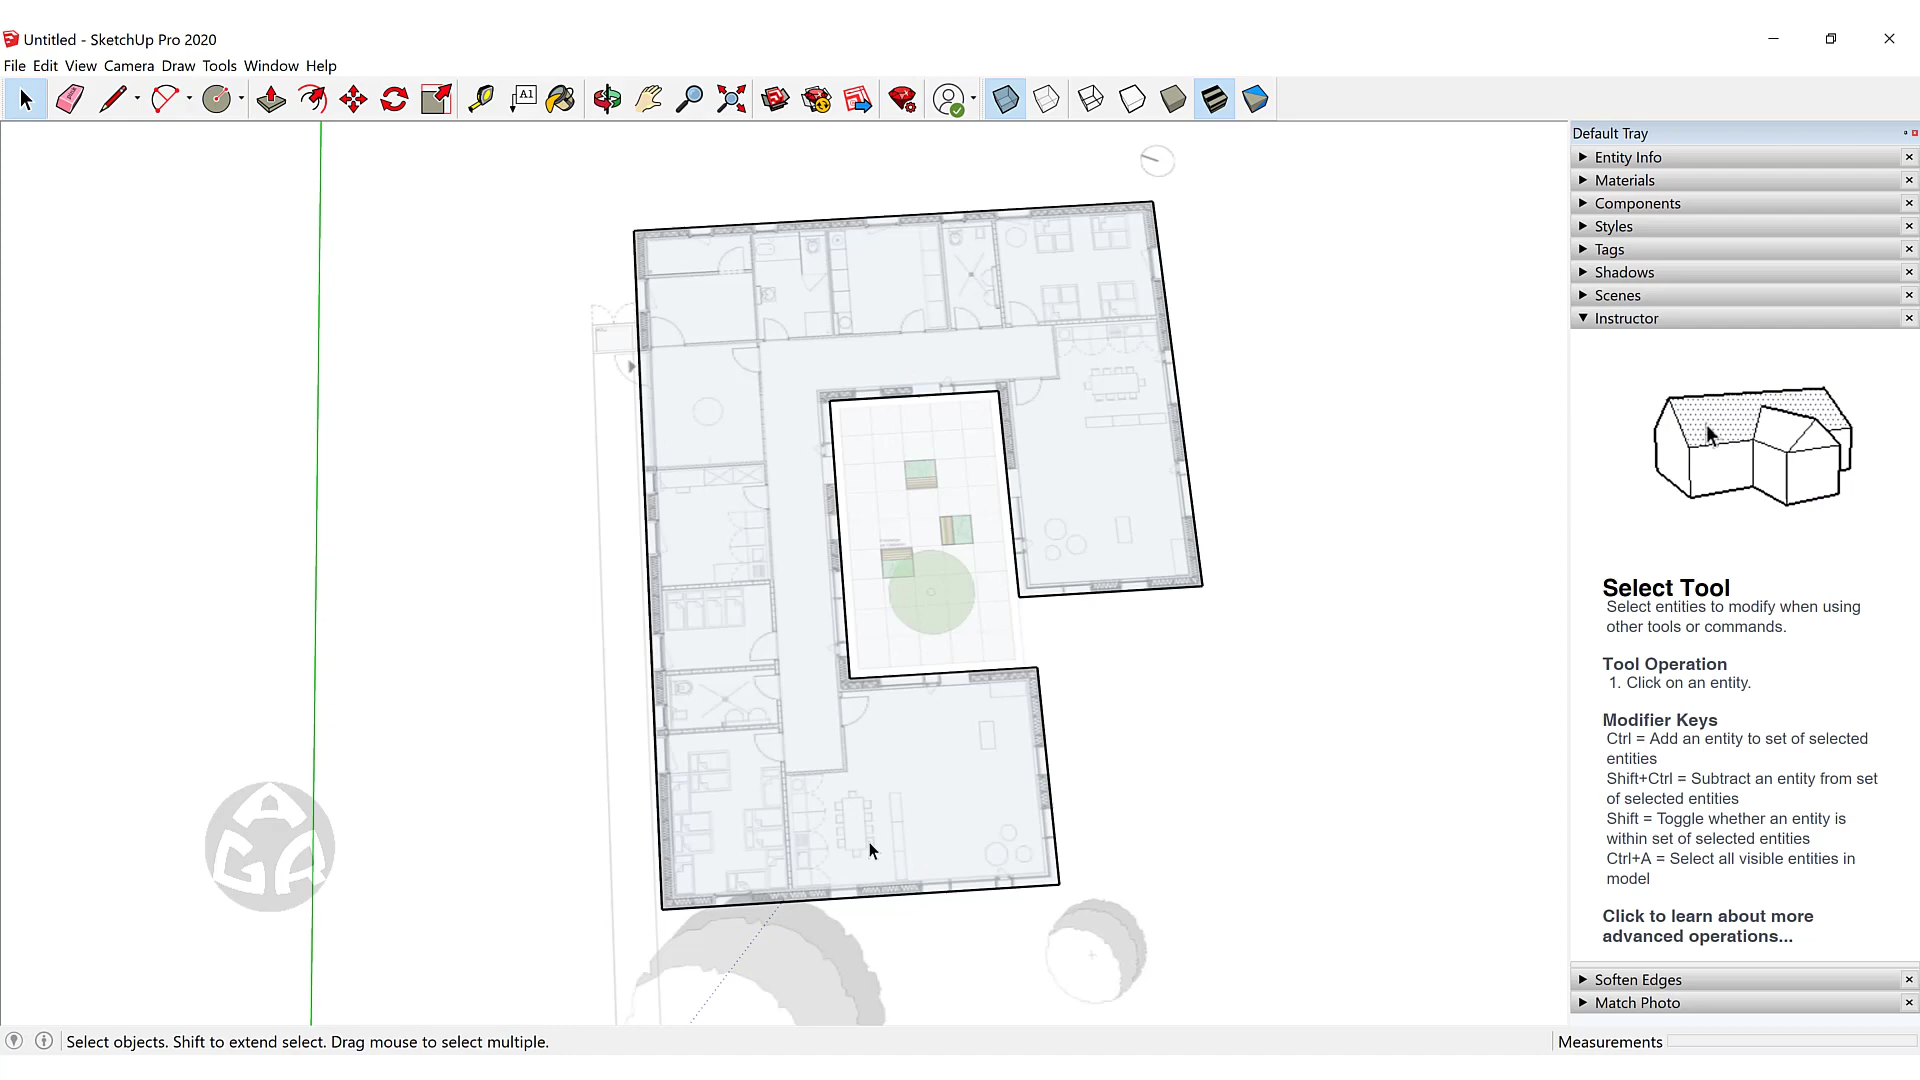 Untitled - SketchUp Pro 2020
File Edit View Camera Draw Tools Window Help
A1
Default Tray
Entity Info
Materials
Components
Styles
Tags
Shadows
Scenes
Instructor
Select Tool
Select entities to modify when using
other tools or commands.
Tool Operation
1. Click on an entity.
Modifier Keys
Ctrl = Add an entity to set of selected
entities
Shift+Ctrl = Subtract an entity from set
of selected entities
Shift = Toggle whether an entity is
within set of selected entities
Ctrl+A = Select all visible entities in
model
Click to learn about more
advanced operations...
Soften Edges
Match Photo
Select objects. Shift to extend select. Drag mouse to select multiple.
Measurements